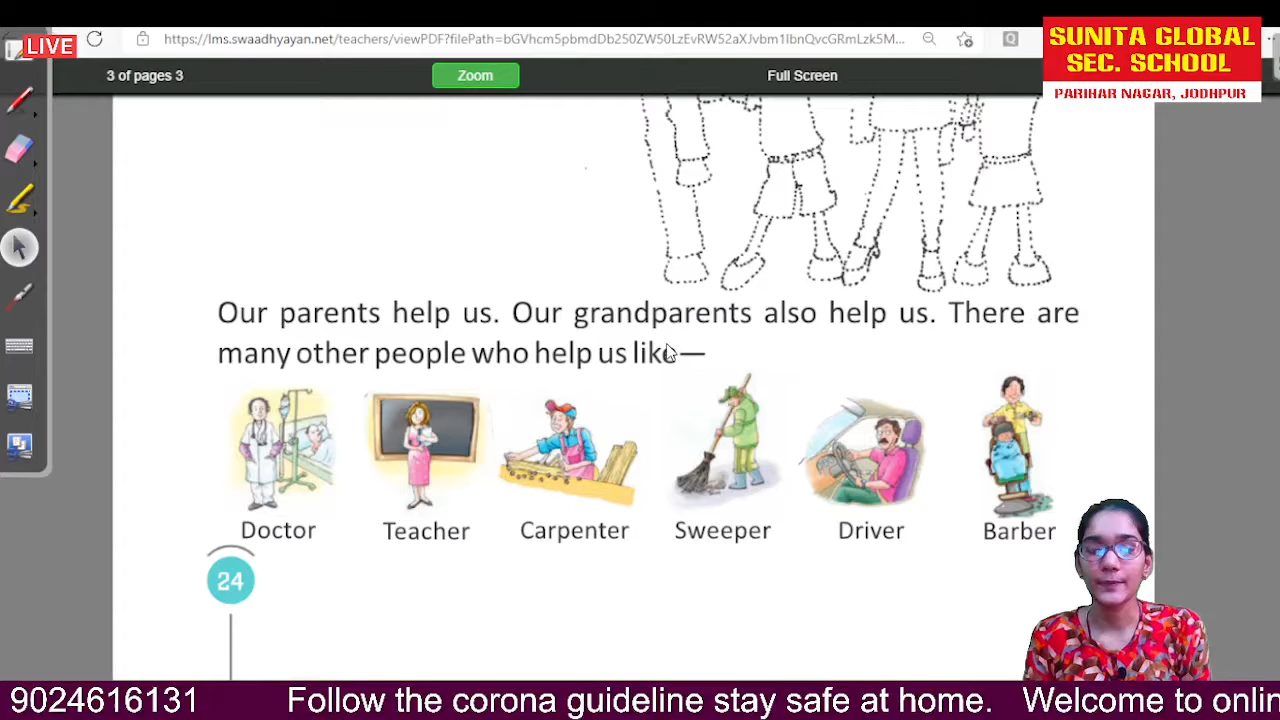 LIVE
https://lms.swaadhyayan.net/teachers/viewPDF?filePath=bGVhcm5pbmdDb250ZW50LzEvRW52aXJvbm1lbnQvcGRmLzk5M...
SUNITA GLOBAL
SEC. SCHOOL
PARIHAR NAGAR, JODHPUR
3 of pages 3
Zoom
Full Screen
Our parents help us. Our grandparents also help us. There are
many other people who help us like—
Doctor Teacher Carpenter Sweeper Driver Barber
24
9024616131 Follow the corona guideline stay safe at home. Welcome to onlin